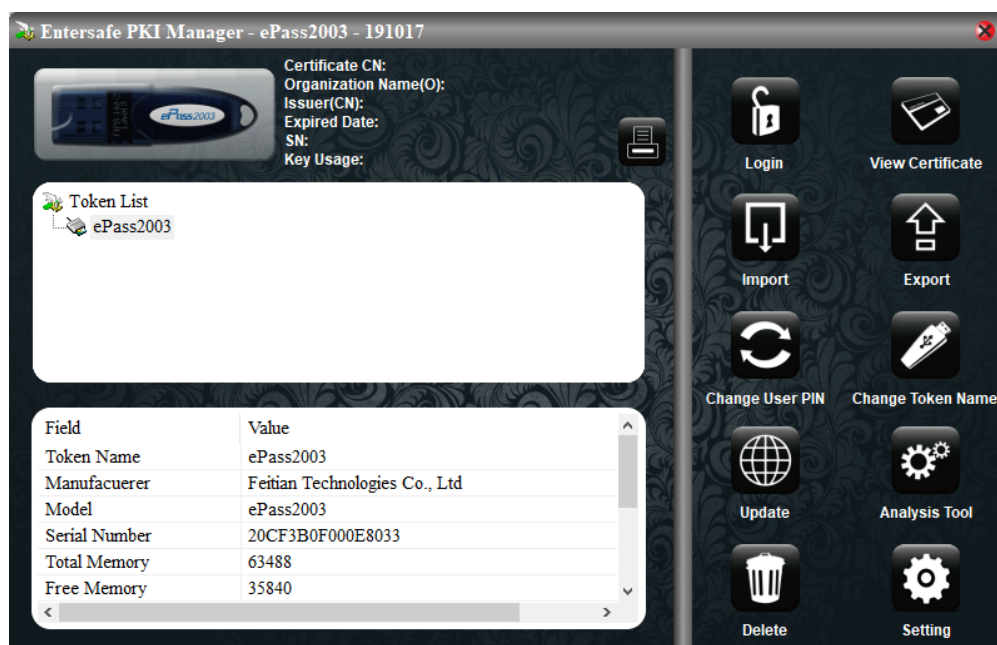 Entersafe PKI Manager - ePass2003 - 191017
Certificate CN:
Organization Name(O):
Issuer(CN):
Expired Date:
SN:
Key Usage:
ePass2003
Token List
ePass2003
Field Value
Token Name ePass2003
Manufacuerer Feitian Technologies Co., Ltd
Model ePass2003
Serial Number 20CF3B0F000E8033
Total Memory 63488
Free Memory 35840
Login View Certificate
Import Export
Change User PIN Change Token Name
Update Analysis Tool
Delete Setting